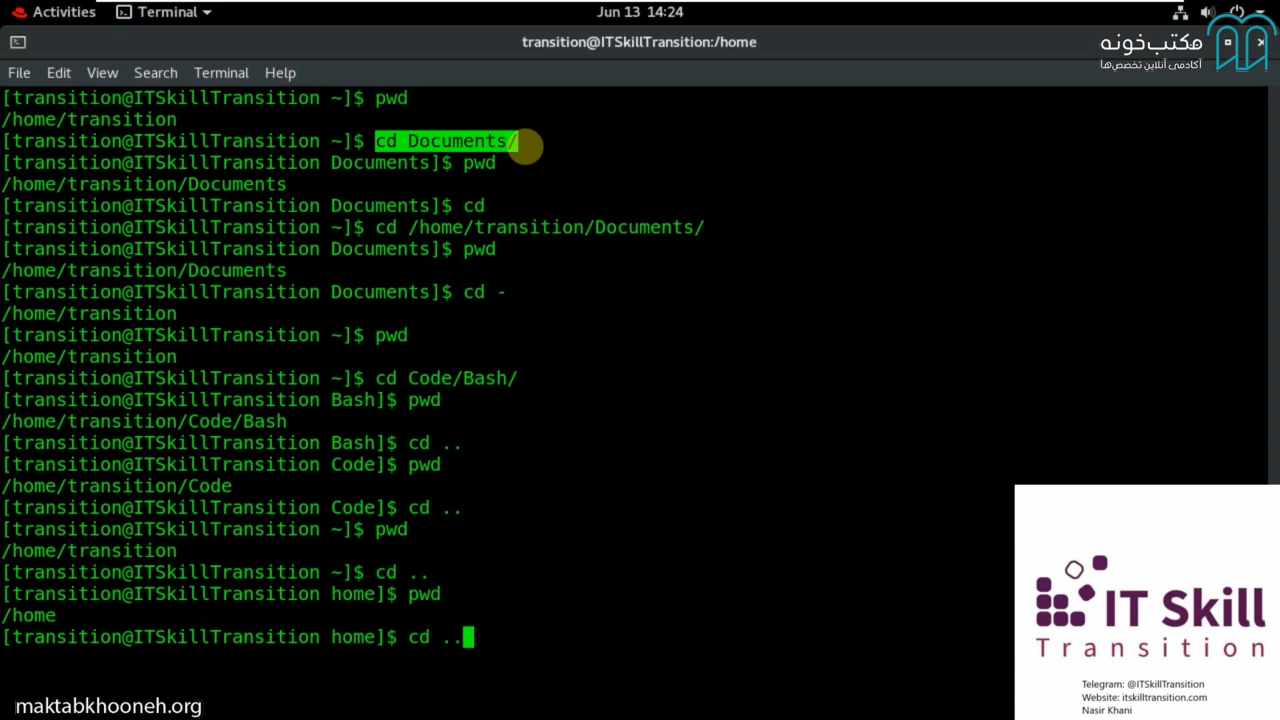 Activities Terminal Jun 13 14:24
transition@ITSkillTransition:/home
مکتب‌خونه
آکادمی آنلاین تخصص‌ها
File Edit View Search Terminal Help
[transition@ITSkillTransition ~]$ pwd
/home/transition
[transition@ITSkillTransition ~]$ cd Documents/
[transition@ITSkillTransition Documents]$ pwd
/home/transition/Documents
[transition@ITSkillTransition Documents]$ cd
[transition@ITSkillTransition ~]$ cd /home/transition/Documents/
[transition@ITSkillTransition Documents]$ pwd
/home/transition/Documents
[transition@ITSkillTransition Documents]$ cd -
/home/transition
[transition@ITSkillTransition ~]$ pwd
/home/transition
[transition@ITSkillTransition ~]$ cd Code/Bash/
[transition@ITSkillTransition Bash]$ pwd
/home/transition/Code/Bash
[transition@ITSkillTransition Bash]$ cd ..
[transition@ITSkillTransition Code]$ pwd
/home/transition/Code
[transition@ITSkillTransition Code]$ cd ..
[transition@ITSkillTransition ~]$ pwd
/home/transition
[transition@ITSkillTransition ~]$ cd ..
[transition@ITSkillTransition home]$ pwd
/home
[transition@ITSkillTransition home]$ cd ..
IT Skill
Transition
Telegram: @ITSkillTransition
Website: itskilltransition.com
Nasir Khani
maktabkhooneh.org